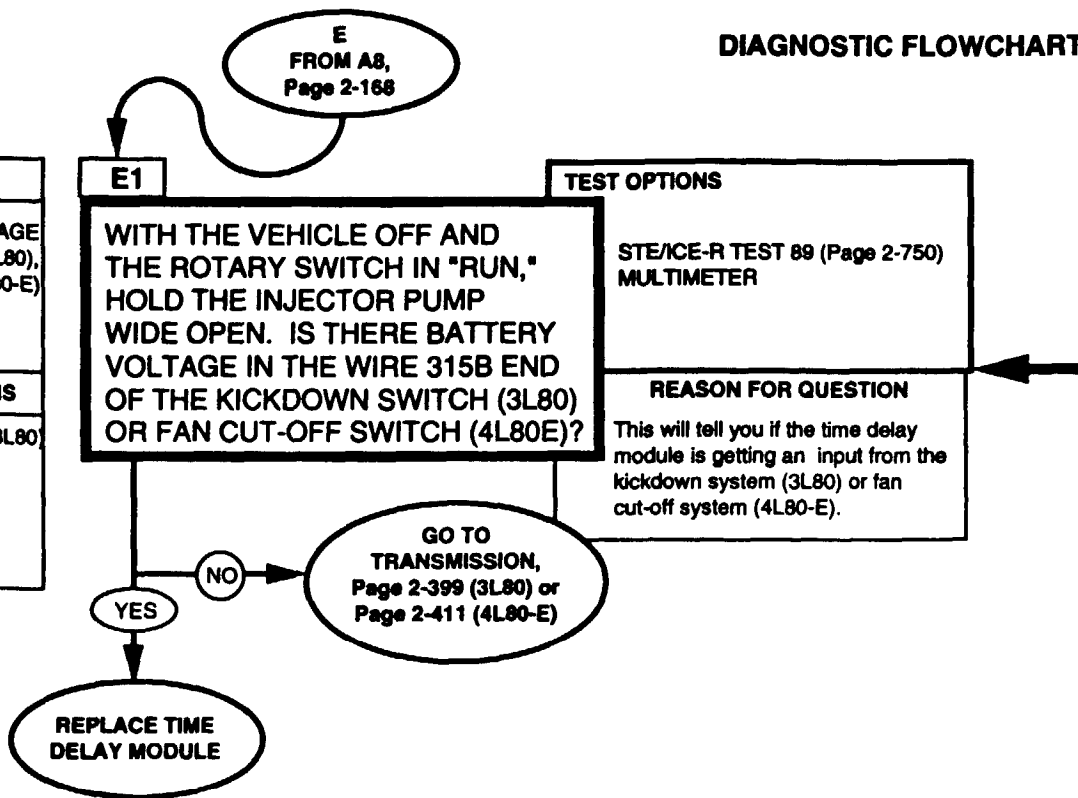 DIAGNOSTIC FLOWCHART
E
FROM A8,
Page 2-168
E1
AGE
L80),
0-E)
IS
3L80)
WITH THE VEHICLE OFF AND
THE ROTARY SWITCH IN "RUN,"
HOLD THE INJECTOR PUMP
WIDE OPEN. IS THERE BATTERY
VOLTAGE IN THE WIRE 315B END
OF THE KICKDOWN SWITCH (3L80)
OR FAN CUT-OFF SWITCH (4L80E)?
TEST OPTIONS
STE/ICE-R TEST 89 (Page 2-750)
MULTIMETER
REASON FOR QUESTION
This will tell you if the time delay
module is getting an input from the
kickdown system (3L80) or fan
cut-off system (4L80-E).
NO
GO TO
TRANSMISSION,
Page 2-399 (3L80) or
Page 2-411 (4L80-E)
YES
REPLACE TIME
DELAY MODULE